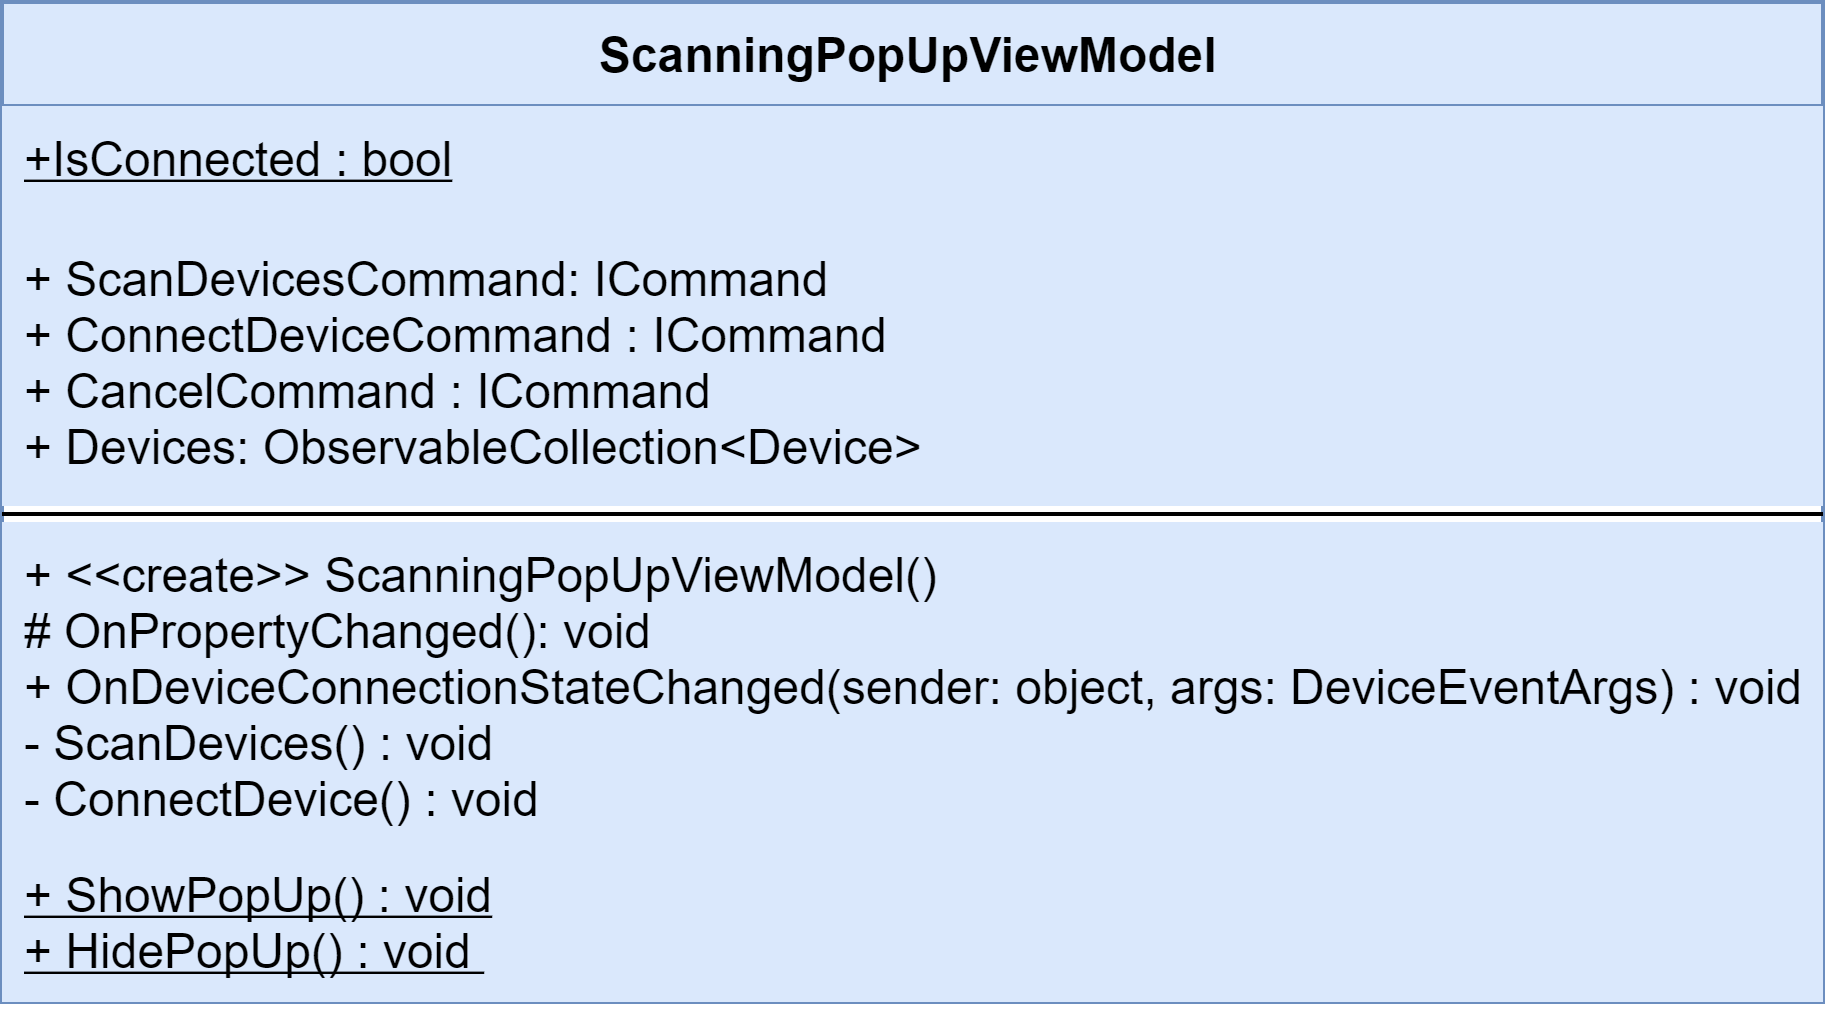 ScanningPopUpViewModel
+IsConnected : bool
+ ScanDevicesCommand: ICommand
+ ConnectDeviceCommand : ICommand
+ CancelCommand : ICommand
+ Devices: ObservableCollection<Device>
+ <<create>> ScanningPopUpViewModel()
# OnPropertyChanged(): void
+ OnDeviceConnectionStateChanged(sender: object, args: DeviceEventArgs) : void
- ScanDevices() : void
- ConnectDevice() : void
+ ShowPopUp() : void
+ HidePopUp() : void